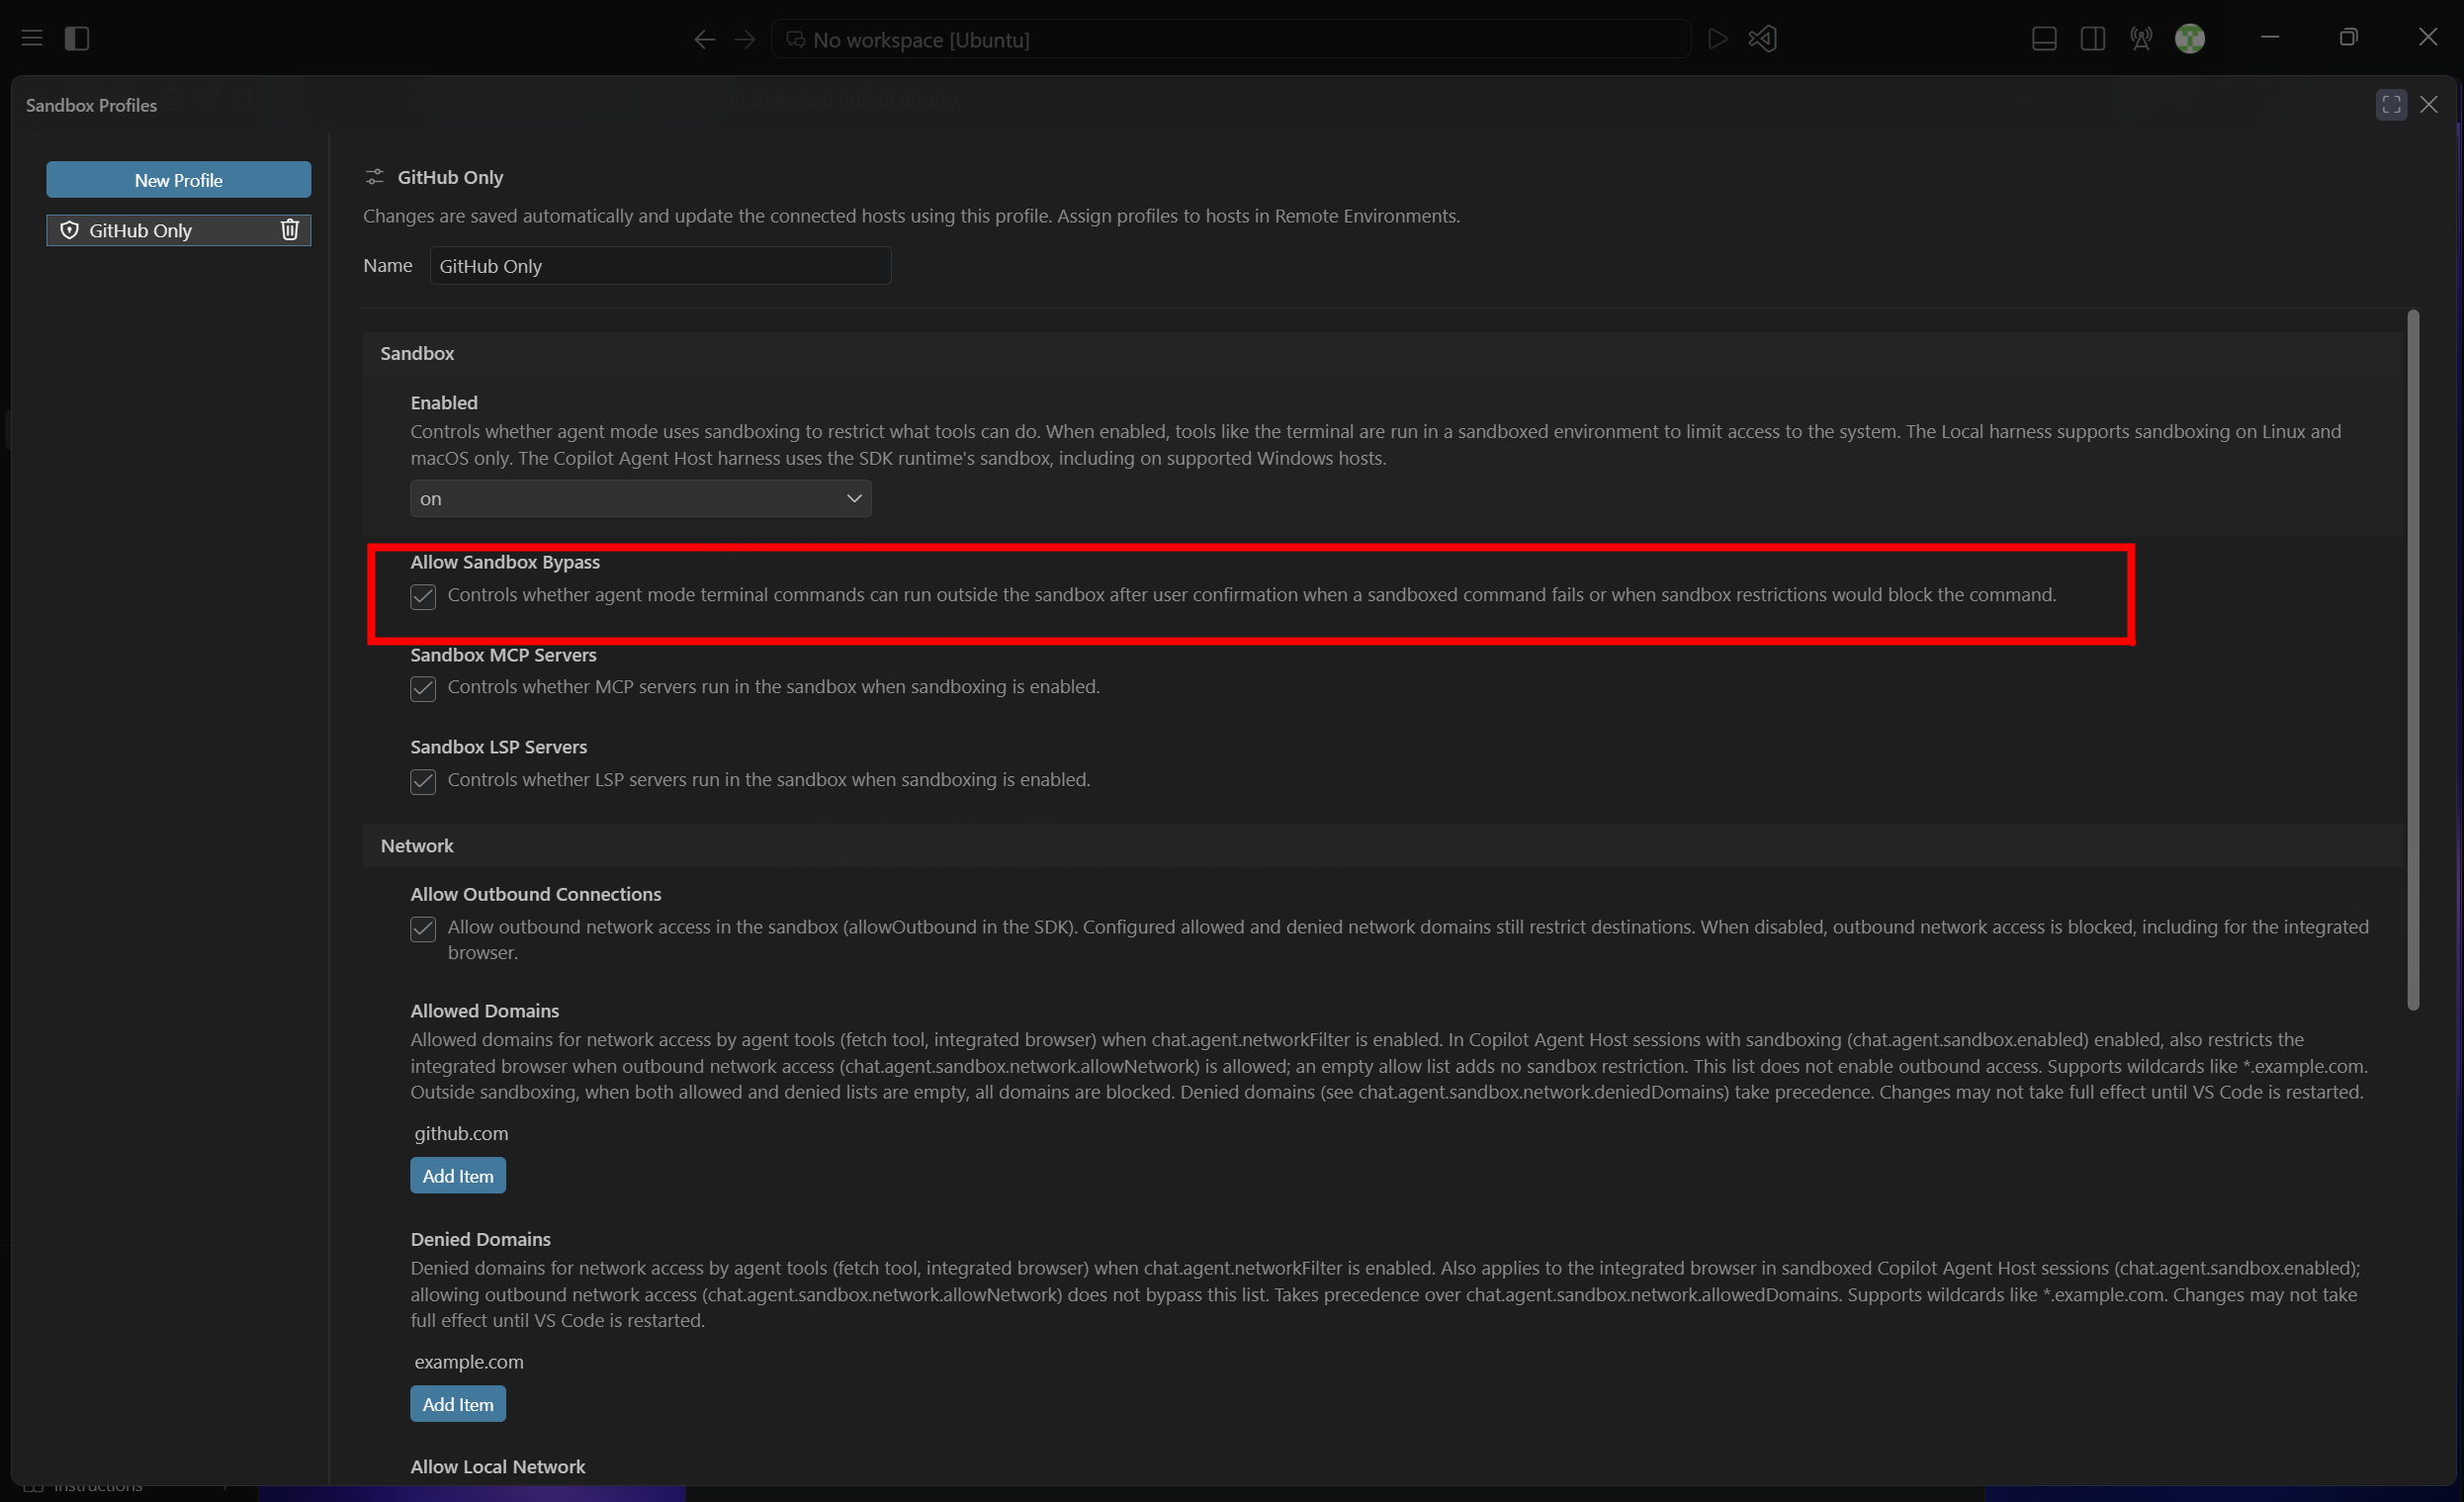 No workspace [Ubuntu]
Sandbox Profiles
New Profile
GitHub Only
GitHub Only
Changes are saved automatically and update the connected hosts using this profile. Assign profiles to hosts in Remote Environments.
Name
GitHub Only
Sandbox
Enabled
Controls whether agent mode uses sandboxing to restrict what tools can do. When enabled, tools like the terminal are run in a sandboxed environment to limit access to the system. The Local harness supports sandboxing on Linux and
macOS only. The Copilot Agent Host harness uses the SDK runtime's sandbox, including on supported Windows hosts.
on
Allow Sandbox Bypass
Controls whether agent mode terminal commands can run outside the sandbox after user confirmation when a sandboxed command fails or when sandbox restrictions would block the command.
Sandbox MCP Servers
Controls whether MCP servers run in the sandbox when sandboxing is enabled.
Sandbox LSP Servers
Controls whether LSP servers run in the sandbox when sandboxing is enabled.
Network
Allow Outbound Connections
Allow outbound network access in the sandbox (allowOutbound in the SDK). Configured allowed and denied network domains still restrict destinations. When disabled, outbound network access is blocked, including for the integrated
browser.
Allowed Domains
Allowed domains for network access by agent tools (fetch tool, integrated browser) when chat.agent.networkFilter is enabled. In Copilot Agent Host sessions with sandboxing (chat.agent.sandbox.enabled) enabled, also restricts the
integrated browser when outbound network access (chat.agent.sandbox.network.allowNetwork) is allowed; an empty allow list adds no sandbox restriction. This list does not enable outbound access. Supports wildcards like *.example.com.
Outside sandboxing, when both allowed and denied lists are empty, all domains are blocked. Denied domains (see chat.agent.sandbox.network.deniedDomains) take precedence. Changes may not take full effect until VS Code is restarted.
github.com
Add Item
Denied Domains
Denied domains for network access by agent tools (fetch tool, integrated browser) when chat.agent.networkFilter is enabled. Also applies to the integrated browser in sandboxed Copilot Agent Host sessions (chat.agent.sandbox.enabled);
allowing outbound network access (chat.agent.sandbox.network.allowNetwork) does not bypass this list. Takes precedence over chat.agent.sandbox.network.allowedDomains. Supports wildcards like *.example.com. Changes may not take
full effect until VS Code is restarted.
example.com
Add Item
Allow Local Network
Instructions